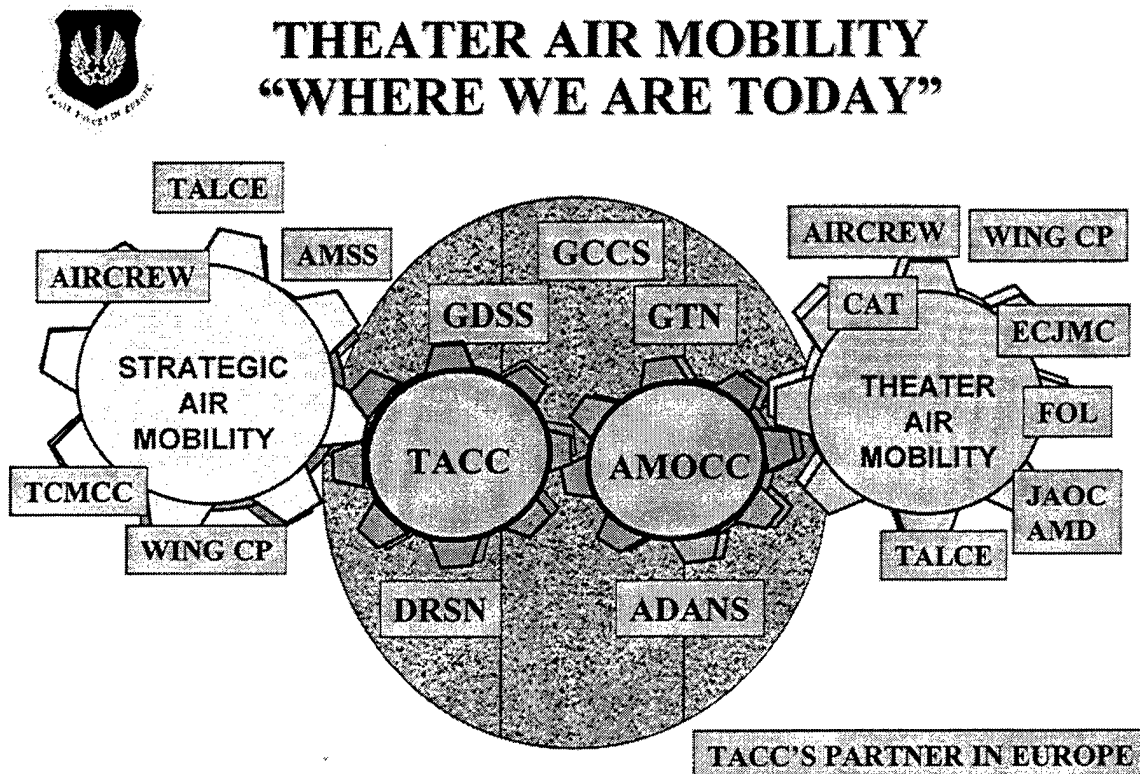 THEATER AIR MOBILITY
“WHERE WE ARE TODAY”
TALCE
AIRCREW
AMSS
STRATEGIC
AIR
MOBILITY
TCMCC
WING CP
GCCS
GDSS
GTN
TACC
AMOCC
DRSN
ADANS
AIRCREW
WING CP
CAT
ECJMC
THEATER
AIR
MOBILITY
FOL
JAOC
AMD
TALCE
TACC'S PARTNER IN EUROPE